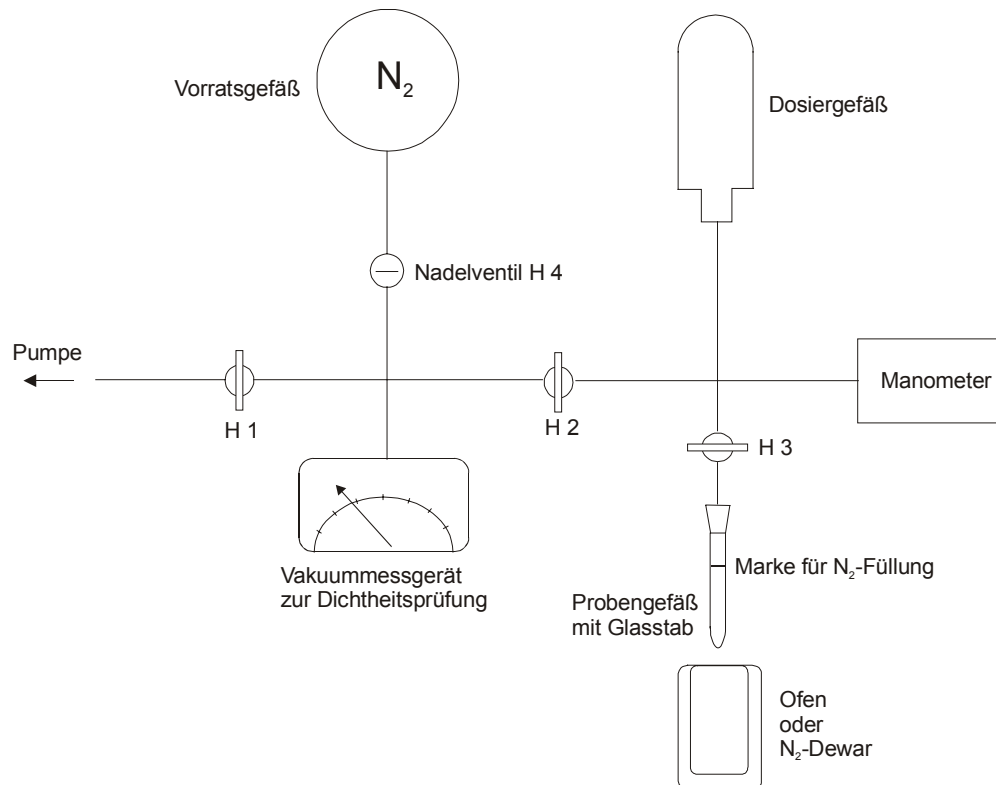 Vorratsgefäß
N₂
Dosiergefäß
Nadelventil H 4
Pumpe
H 1
H 2
Manometer
H 3
Vakuummessgerät
zur Dichtheitsprüfung
Marke für N₂-Füllung
Probengefäß
mit Glasstab
Ofen
oder
N₂-Dewar